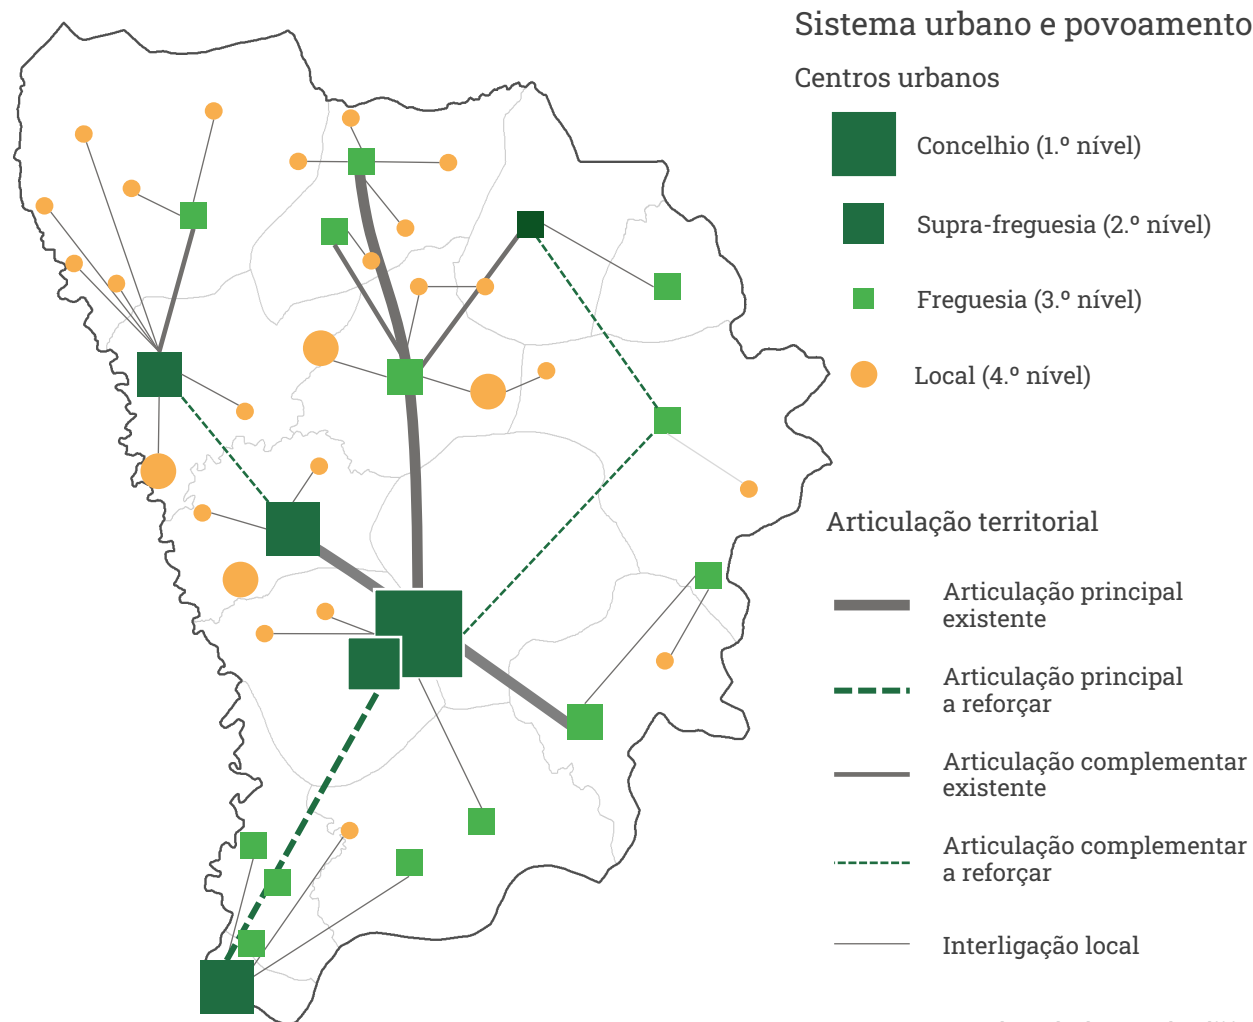 Sistema urbano e povoamento
Centros urbanos
Concelhio (1.º nível)
Supra-freguesia (2.º nível)
Freguesia (3.º nível)
Local (4.º nível)
Articulação territorial
Articulação principal
existente
Articulação principal
a reforçar
Articulação complementar
existente
Articulação complementar
a reforçar
Interligação local